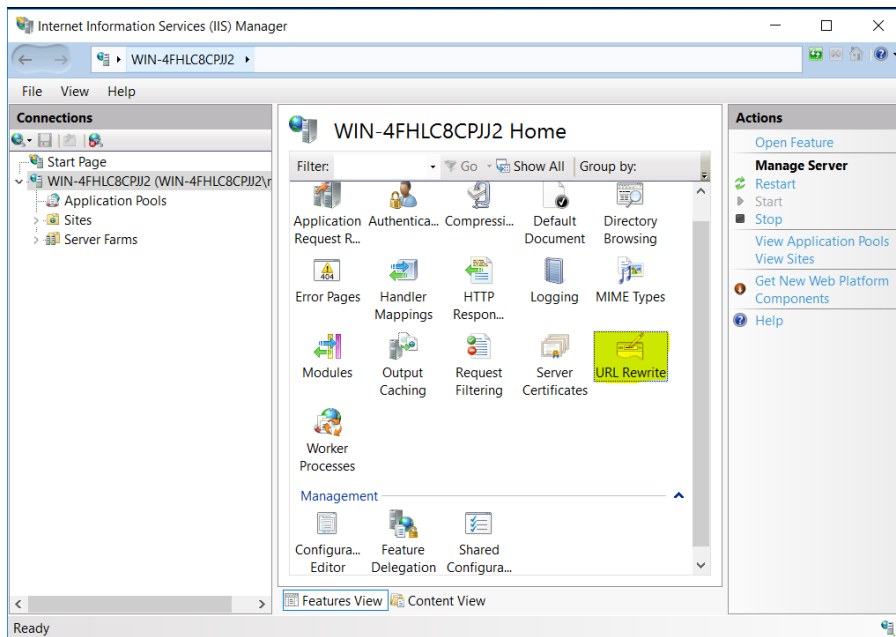 Internet Information Services (IIS) Manager
WIN-4FHLC8CPJJ2
File View Help
Connections
Start Page
WIN-4FHLC8CPJJ2 (WIN-4FHLC8CPJJ2\r
Application Pools
Sites
Server Farms
WIN-4FHLC8CPJJ2 Home
Filter: Go Show All Group by:
Application Authentica... Compressi... Default Directory
Request R... Document Browsing
404
Error Pages Handler HTTP Logging MIME Types
Mappings Respon...
Modules Output Request Server URL Rewrite
Caching Filtering Certificates
Worker
Processes
Management
Configura... Feature Shared
Editor Delegation Configura...
Features View Content View
Actions
Open Feature
Manage Server
Restart
Start
Stop
View Application Pools
View Sites
Get New Web Platform
Components
Help
Ready